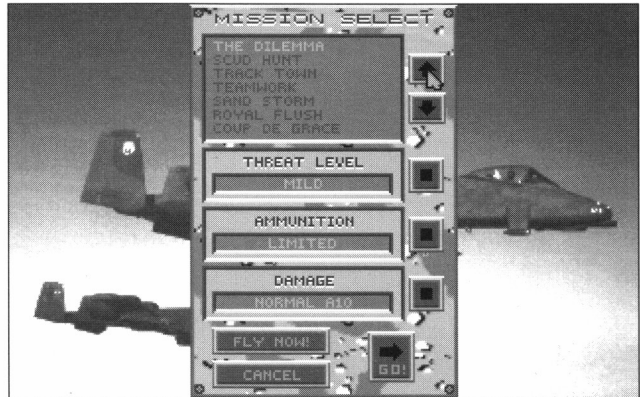 MISSION SELECT
THE DILEMMA
SCUD HUNT
TRACK TOWN
TEAMWORK
SAND STORM
ROYAL FLUSH
COUP DE GRACE
THREAT LEVEL
MILD
AMMUNITION
LIMITED
DAMAGE
NORMAL A10
FLY NOW!
GO!
CANCEL